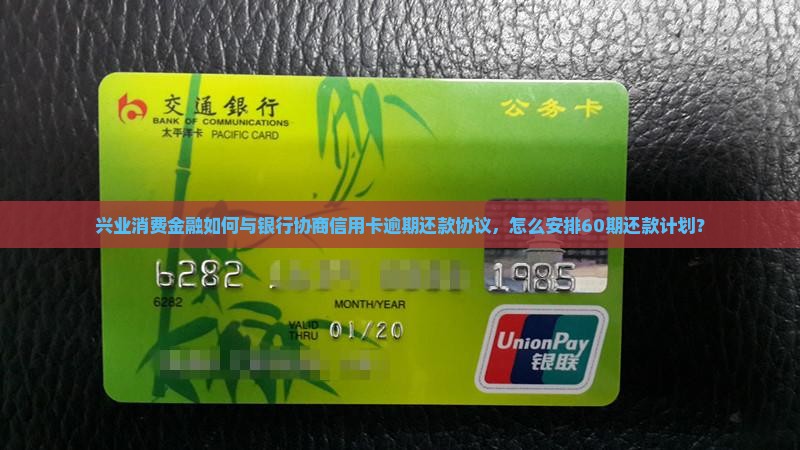 交通銀行
公务卡
BANK OF COMMUNICATIONS
太平洋卡 PACIFIC CARD
兴业消费金融如何与银行协商信用卡逾期还款协议，怎么安排60期还款计划？
6282 1985
6282
MONTH/YEAR
VALID THRU 01/20
UnionPay
银联